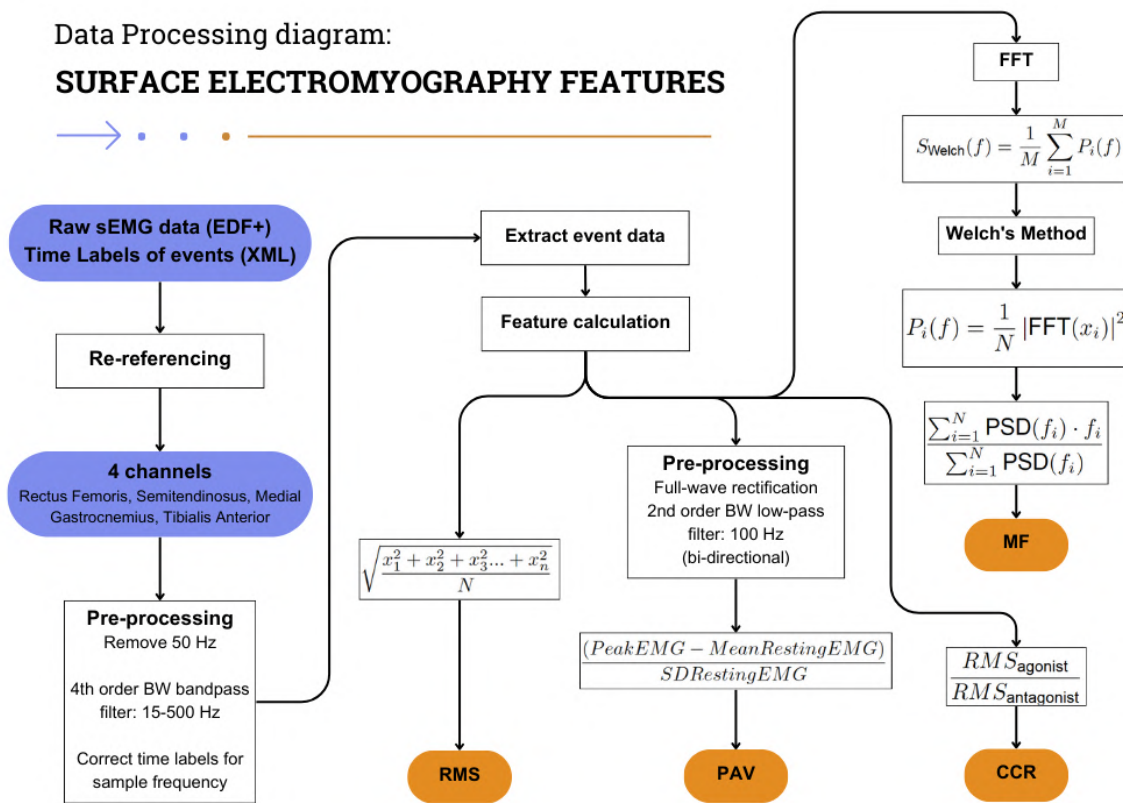 Data Processing diagram:
SURFACE ELECTROMYOGRAPHY FEATURES
Raw sEMG data (EDF+)
Time Labels of events (XML)
Re-referencing
4 channels
Rectus Femoris, Semitendinosus, Medial
Gastrocnemius, Tibialis Anterior
Pre-processing
Remove 50 Hz
4th order BW bandpass
filter: 15-500 Hz
Correct time labels for
sample frequency
Extract event data
Feature calculation
√((x₁² + x₂² + x₃²... + xₙ²) / N)
RMS
Pre-processing
Full-wave rectification
2nd order BW low-pass
filter: 100 Hz
(bi-directional)
(PeakEMG − MeanRestingEMG)
SDRestingEMG
PAV
FFT
S_Welch(f) = 1/M ∑_{i=1}^{M} P_i(f)
Welch's Method
P_i(f) = 1/N |FFT(x_i)|²
∑_{i=1}^{N} PSD(f_i) · f_i
∑_{i=1}^{N} PSD(f_i)
MF
RMS_agonist
RMS_antagonist
CCR